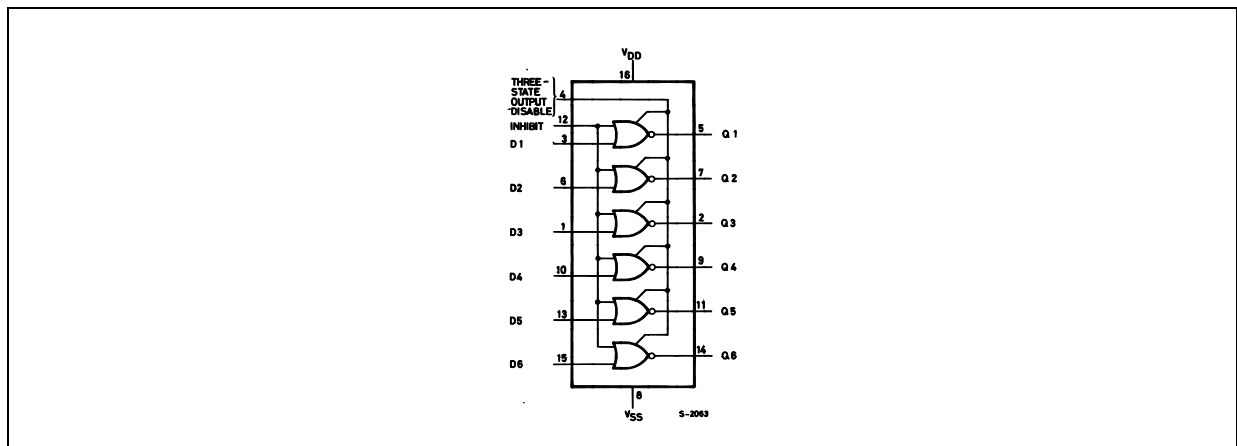 VDD
16
THREE-
STATE
OUTPUT
DISABLE
4
INHIBIT
12
D1
3
5
Q1
D2
6
7
Q2
D3
1
2
Q3
D4
10
9
Q4
D5
13
11
Q5
D6
15
14
Q6
8
VSS
S-2063